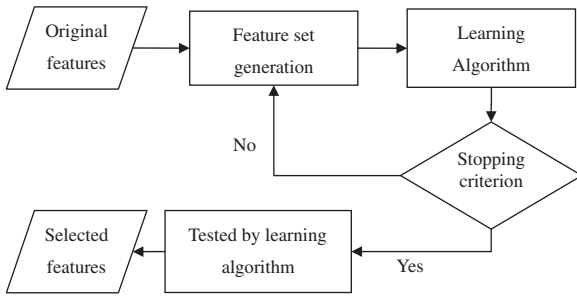 Original
features
Feature set
generation
Learning
Algorithm
No
Stopping
criterion
Selected
features
Tested by learning
algorithm
Yes